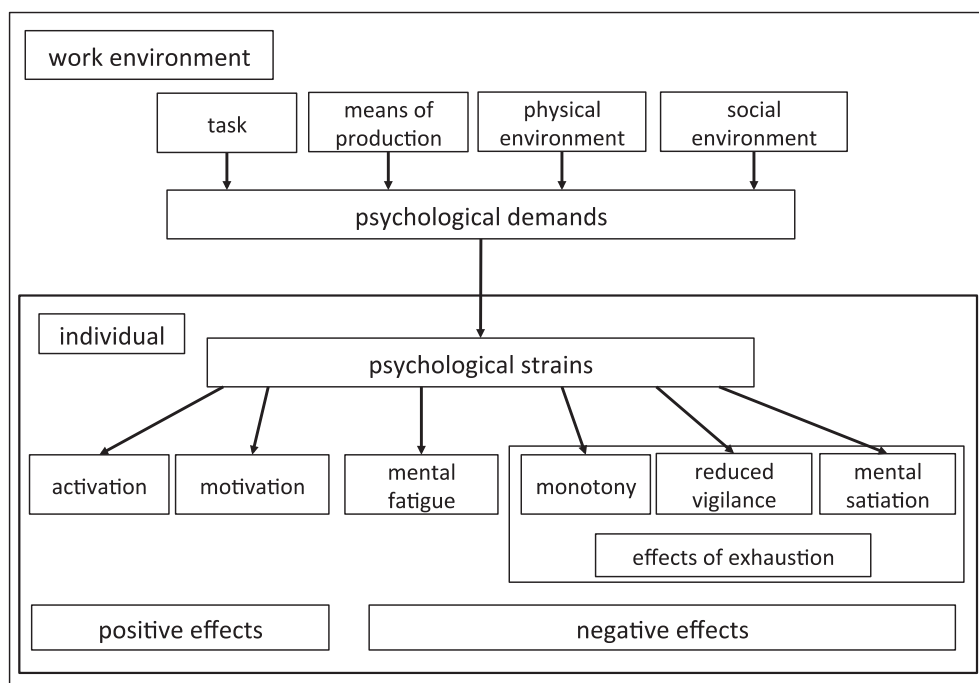 work environment
task
means of
production
physical
environment
social
environment
psychological demands
individual
psychological strains
activation
motivation
mental
fatigue
monotony
reduced
vigilance
mental
satiation
effects of exhaustion
positive effects
negative effects